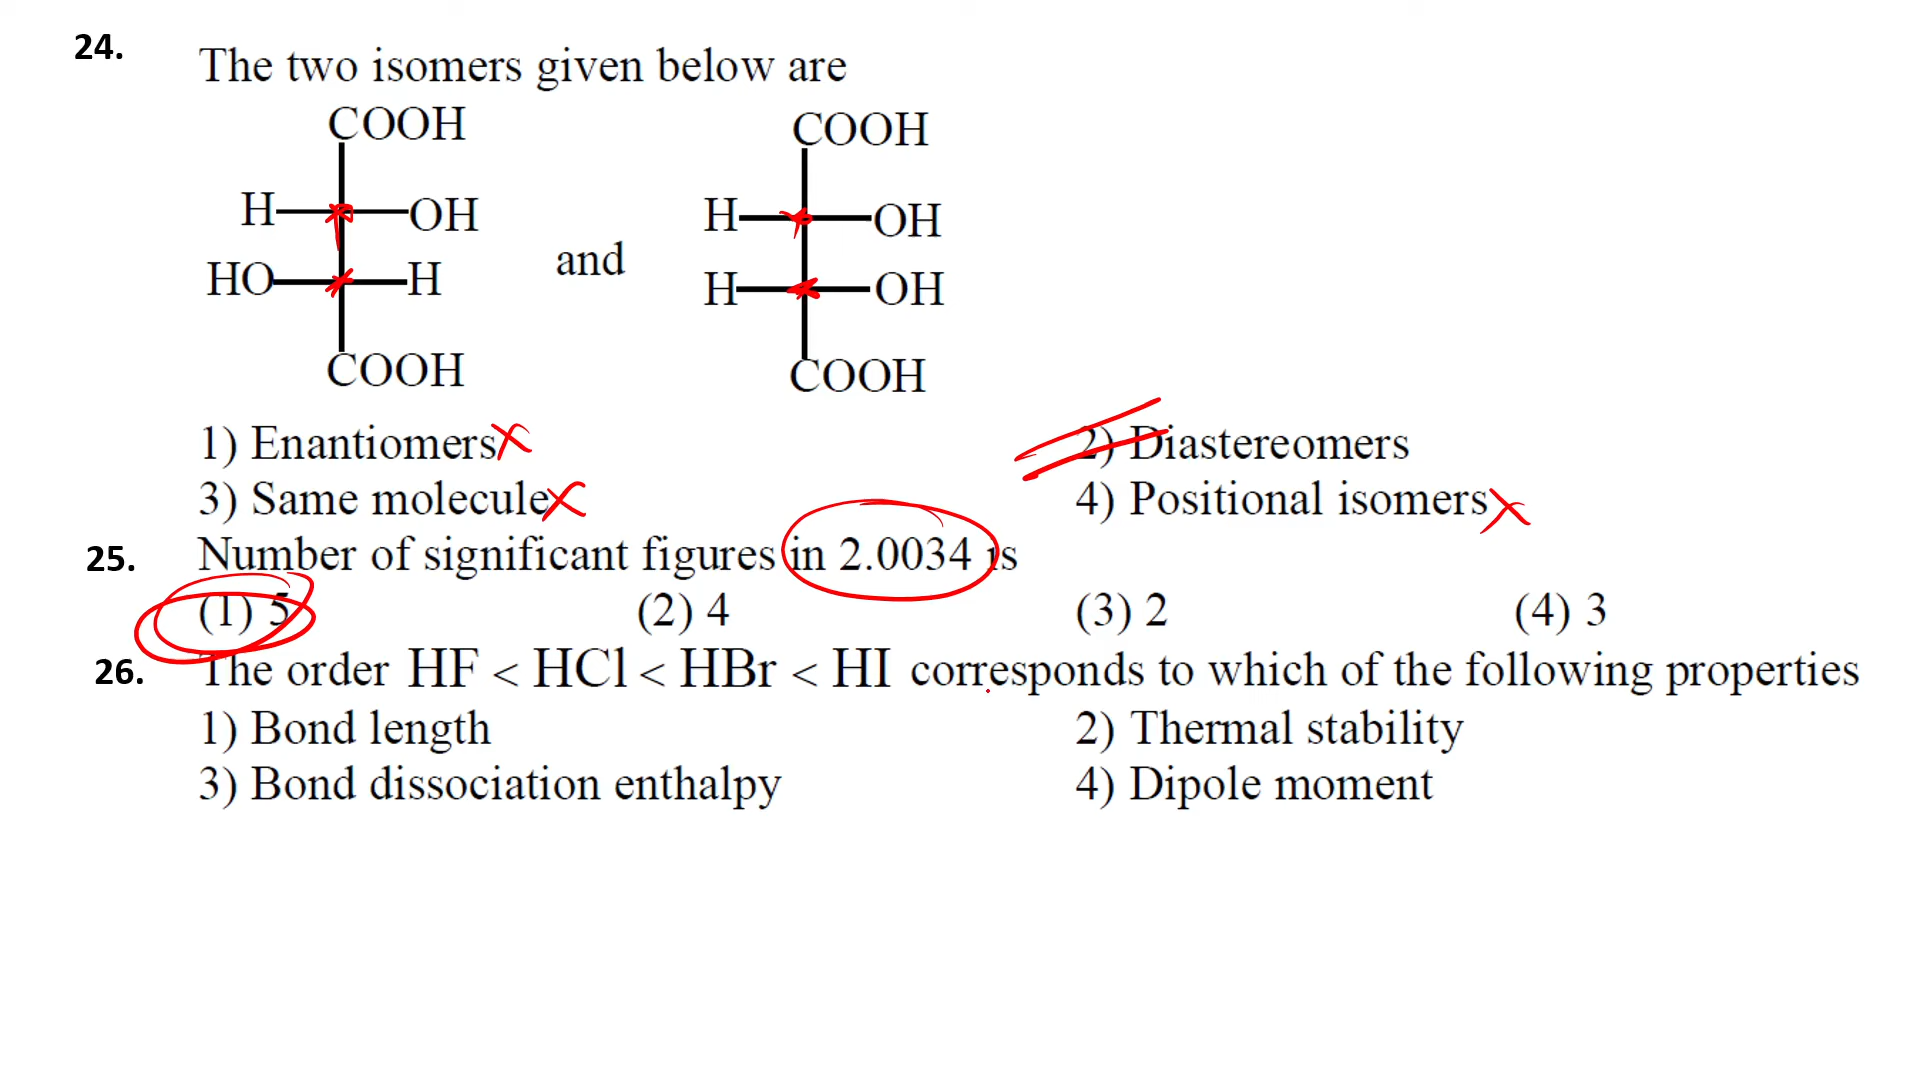 24.
The two isomers given below are
COOH COOH
H OH H OH
and
HO H H OH
COOH COOH
1) Enantiomers 2) Diastereomers
3) Same molecule 4) Positional isomers
25. Number of significant figures in 2.0034 is
(1) 5 (2) 4 (3) 2 (4) 3
26. The order HF < HCl < HBr < HI corresponds to which of the following properties
1) Bond length 2) Thermal stability
3) Bond dissociation enthalpy 4) Dipole moment